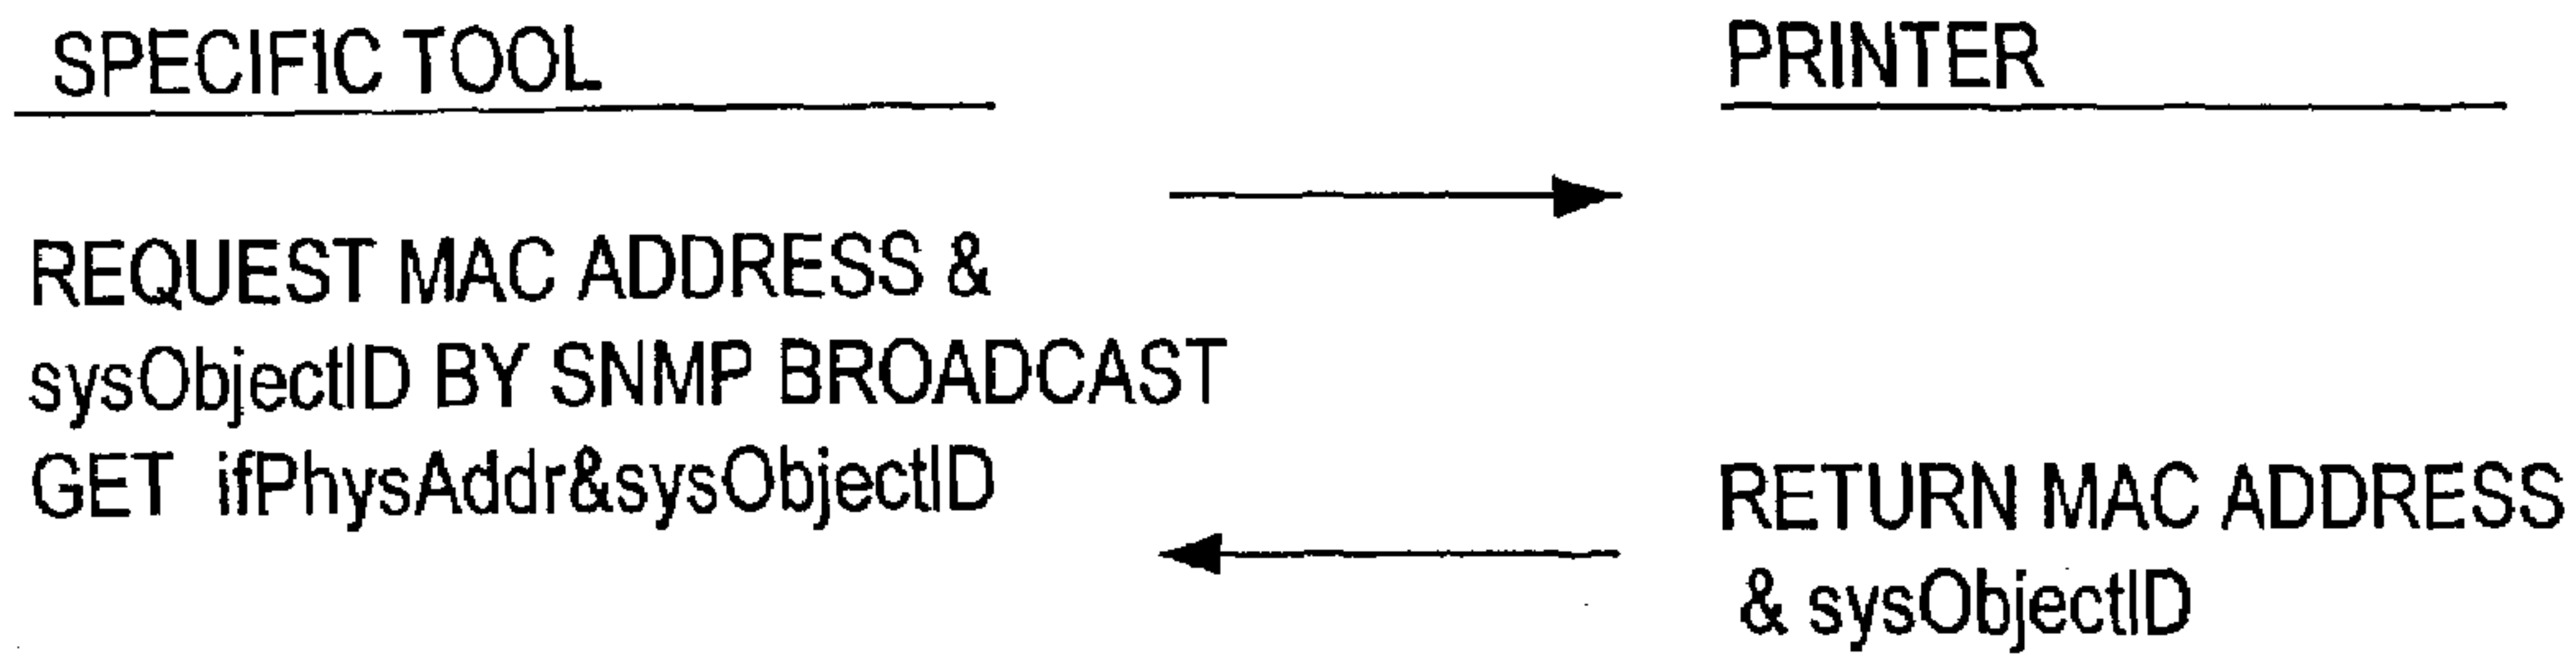 SPECIFIC TOOL
PRINTER
REQUEST MAC ADDRESS &
sysObjectID BY SNMP BROADCAST
GET ifPhysAddr&sysObjectID
RETURN MAC ADDRESS
& sysObjectID